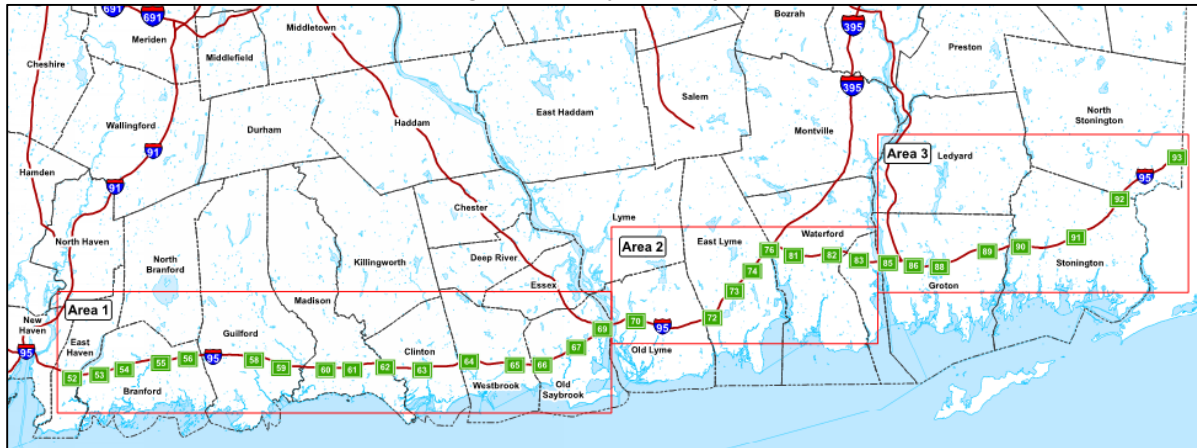 691
691
Meriden
Middletown
Bozrah
395
Preston
Cheshire
Middlefield
395
North
Stonington
Salem
East Haddam
Haddam
Wallingford
Durham
Montville
91
Hamden
91
Area 3
Ledyard
93
95
92
Chester
Lyme
Waterford
North Haven
Area 2
East Lyme
North
Branford
Killingworth
Deep River
Essex
76
81
82
83
85
86
88
89
90
91
Stonington
Groton
74
73
72
Madison
Area 1
Guilford
Clinton
New
Haven
95
East
Haven
69
70
95
Old Lyme
67
52
53
54
55
56
95
58
59
60
61
62
63
64
65
66
Branford
Westbrook
Old
Saybrook